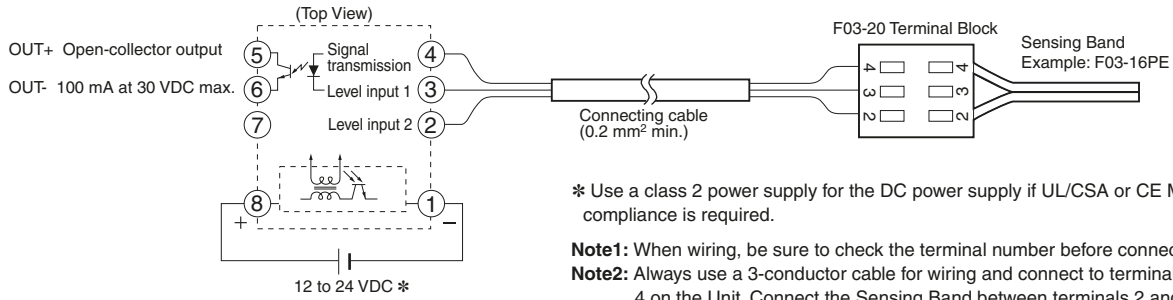 (Top View)
OUT+ Open-collector output
OUT- 100 mA at 30 VDC max.
5
6
7
8
Signal
transmission
Level input 1
Level input 2
4
3
2
1
+
−
12 to 24 VDC ✻
Connecting cable
(0.2 mm² min.)
F03-20 Terminal Block
4 4
3 3
2 2
Sensing Band
Example: F03-16PE
✻ Use a class 2 power supply for the DC power supply if UL/CSA or CE
compliance is required.
Note1: When wiring, be sure to check the terminal number before
Note2: Always use a 3-conductor cable for wiring and connect to
4 on the Unit. Connect the Sensing Band between terminals 2